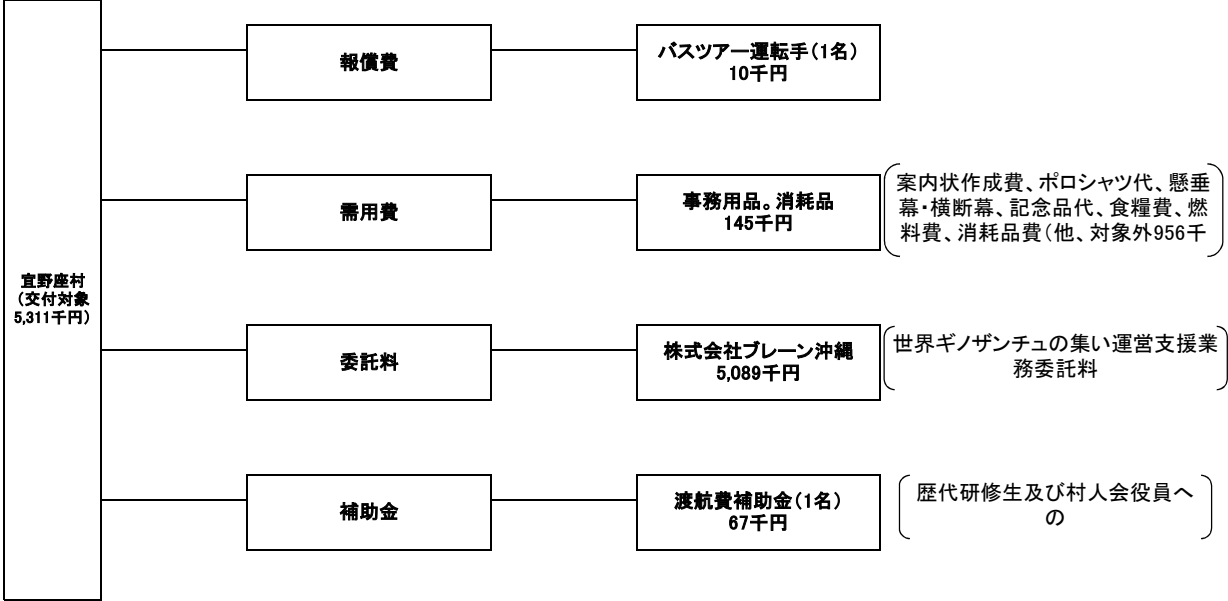 宜野座村
(交付対象
5,311千円)
報償費
バスツアー運転手(1名)
10千円
需用費
事務用品。消耗品
145千円
案内状作成費、ポロシャツ代、懸垂
幕・横断幕、記念品代、食糧費、燃
料費、消耗品費(他、対象外956千
委託料
株式会社ブレーン沖縄
5,089千円
世界ギノザンチュの集い運営支援業
務委託料
補助金
渡航費補助金(1名)
67千円
歴代研修生及び村人会役員へ
の